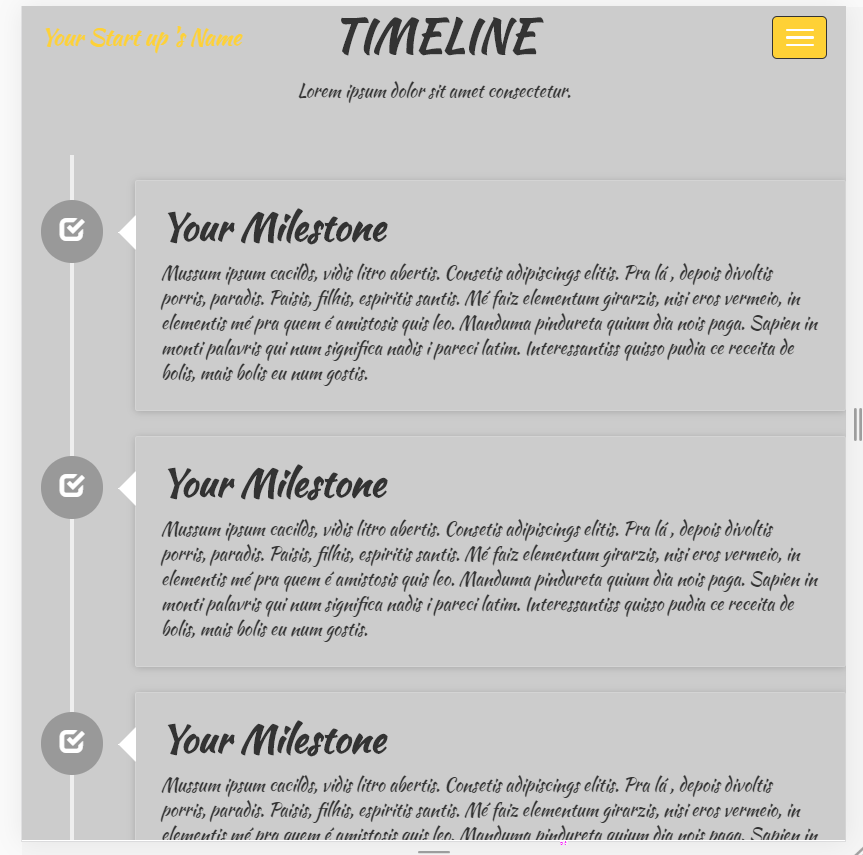 Your Start up 's Name
TIMELINE
Lorem ipsum dolor sit amet consectetur.
Your Milestone
Mussum ipsum cacilds, vidis litro abertis. Consetis adipiscings elitis. Pra lá , depois divoltis
porris, paradis. Paisis, filhis, espiritis santis. Mé faiz elementum girarzis, nisi eros vermeio, in
elementis mé pra quem é amistosis quis leo. Manduma pindureta quium dia nois paga. Sapien in
monti palavris qui num significa nadis i pareci latim. Interessantiss quisso pudia ce receita de
bolis, mais bolis eu num gostis.
Your Milestone
Mussum ipsum cacilds, vidis litro abertis. Consetis adipiscings elitis. Pra lá , depois divoltis
porris, paradis. Paisis, filhis, espiritis santis. Mé faiz elementum girarzis, nisi eros vermeio, in
elementis mé pra quem é amistosis quis leo. Manduma pindureta quium dia nois paga. Sapien in
monti palavris qui num significa nadis i pareci latim. Interessantiss quisso pudia ce receita de
bolis, mais bolis eu num gostis.
Your Milestone
Mussum ipsum cacilds, vidis litro abertis. Consetis adipiscings elitis. Pra lá , depois divoltis
porris, paradis. Paisis, filhis, espiritis santis. Mé faiz elementum girarzis, nisi eros vermeio, in
elementis mé pra quem é amistosis quis leo. Manduma pindureta quium dia nois paga. Sapien in